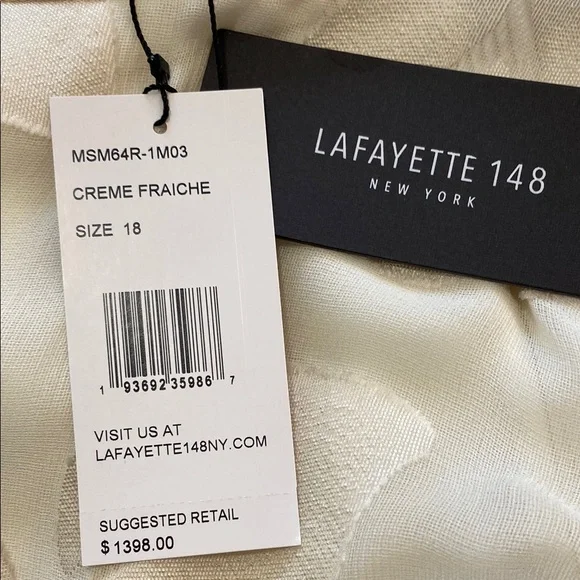 MSM64R-1M03
CREME FRAICHE
SIZE 18
1 93692 35986 7
VISIT US AT
LAFAYETTE148NY.COM
SUGGESTED RETAIL
$ 1398.00
LAFAYETTE 148
NEW YORK